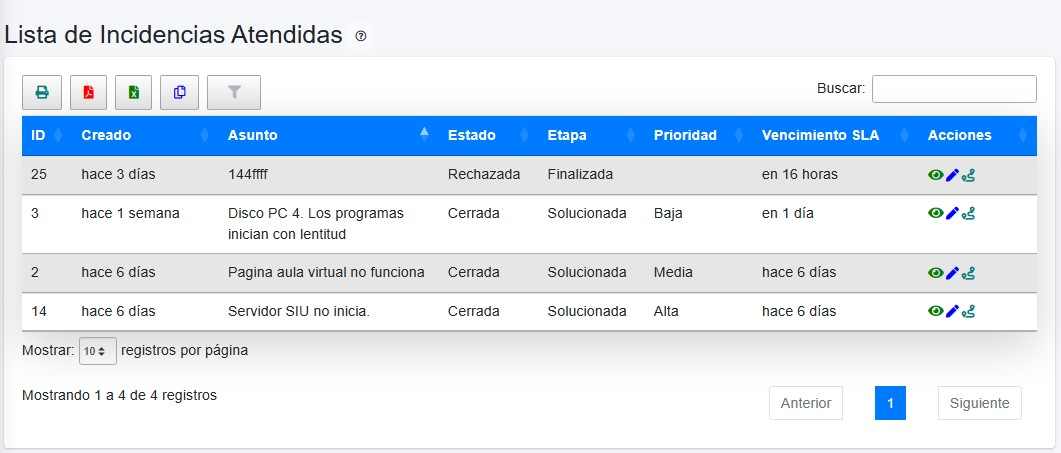 Lista de Incidencias Atendidas ?
Buscar:
ID Creado Asunto Estado Etapa Prioridad Vencimiento SLA Acciones
25 hace 3 días 144ffff Rechazada Finalizada en 16 horas
3 hace 1 semana Disco PC 4. Los programas Cerrada Solucionada Baja en 1 día
inician con lentitud
2 hace 6 días Pagina aula virtual no funciona Cerrada Solucionada Media hace 6 días
14 hace 6 días Servidor SIU no inicia. Cerrada Solucionada Alta hace 6 días
Mostrar: 10 registros por página
Mostrando 1 a 4 de 4 registros
Anterior 1 Siguiente